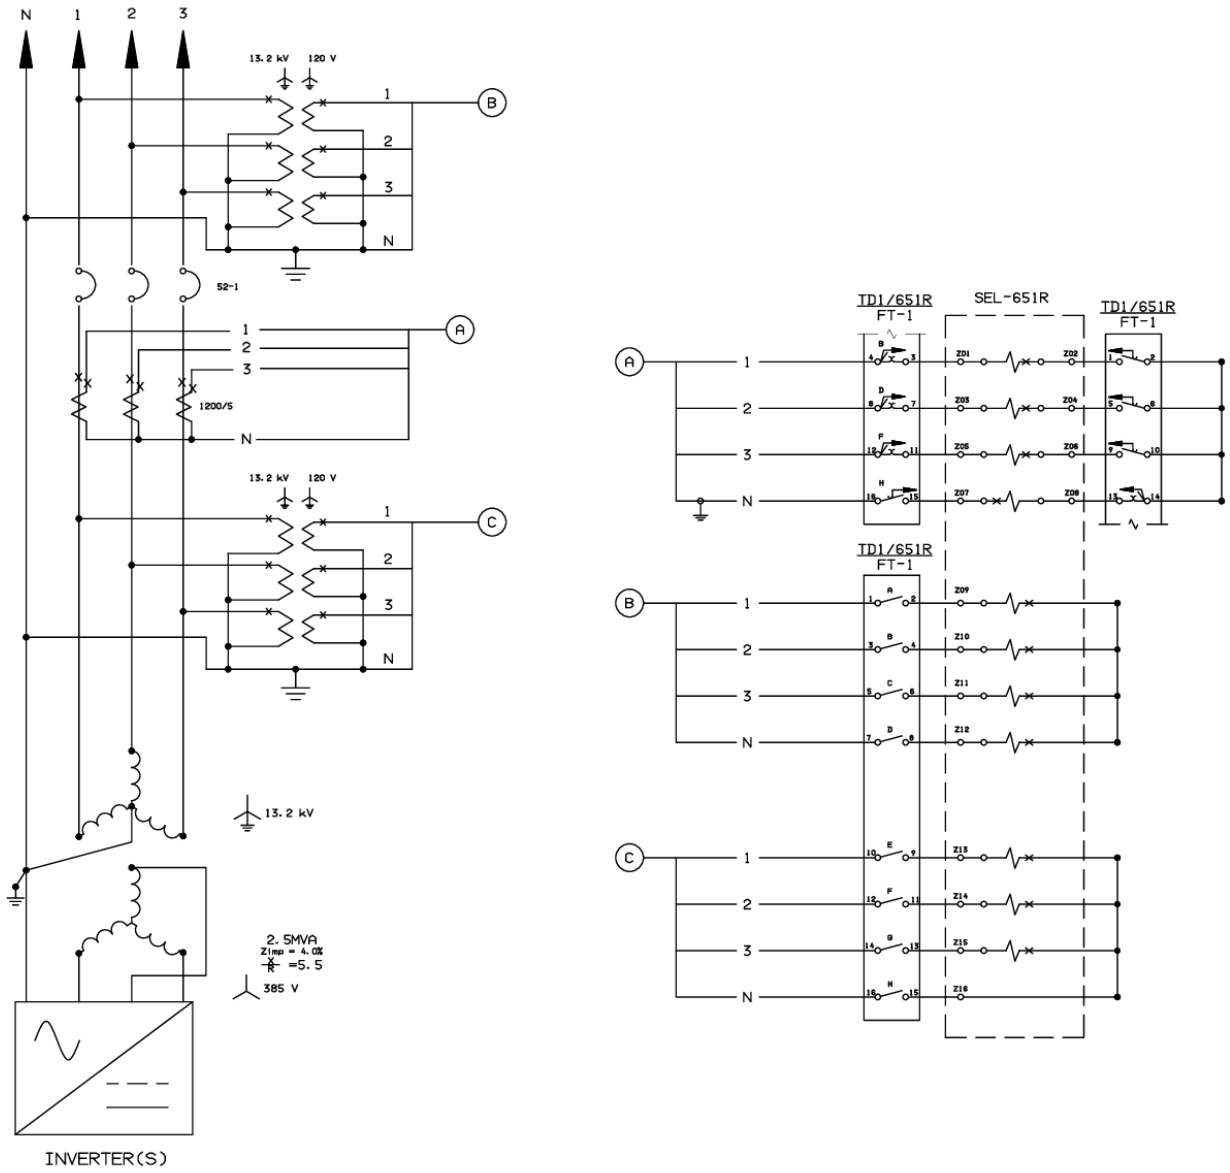 N 1 2 3
13.2 kV 120 V
1
B
2
3
N
52-1
1
A
2
3
1200/5
N
13.2 kV 120 V
1
C
2
3
N
13.2 kV
2.5MVA
Zimp = 4.0%
X
R =5.5
385 V
INVERTER(S)
TD1/651R
FT-1
SEL-651R
TD1/651R
FT-1
A
1 4 B 3 Z01 Z02 1 2
2 8 D 7 Z03 Z04 5 6
3 12 F 11 Z05 Z06 9 10
N 16 H 15 Z07 Z08 13 14
TD1/651R
FT-1
B
1 1 A 2 Z09
2 3 B 4 Z10
3 5 C 6 Z11
N 7 D 8 Z12
C
1 10 E 9 Z13
2 12 F 11 Z14
3 14 G 13 Z15
N 16 H 15 Z16